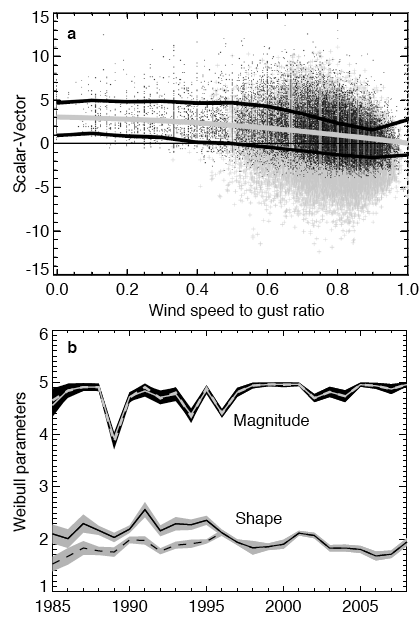 a
15
10
5
0
-5
-10
-15
Scalar-Vector
0.0 0.2 0.4 0.6 0.8 1.0
Wind speed to gust ratio
b
6
5
4
3
2
1
Weibull parameters
Magnitude
Shape
1985 1990 1995 2000 2005